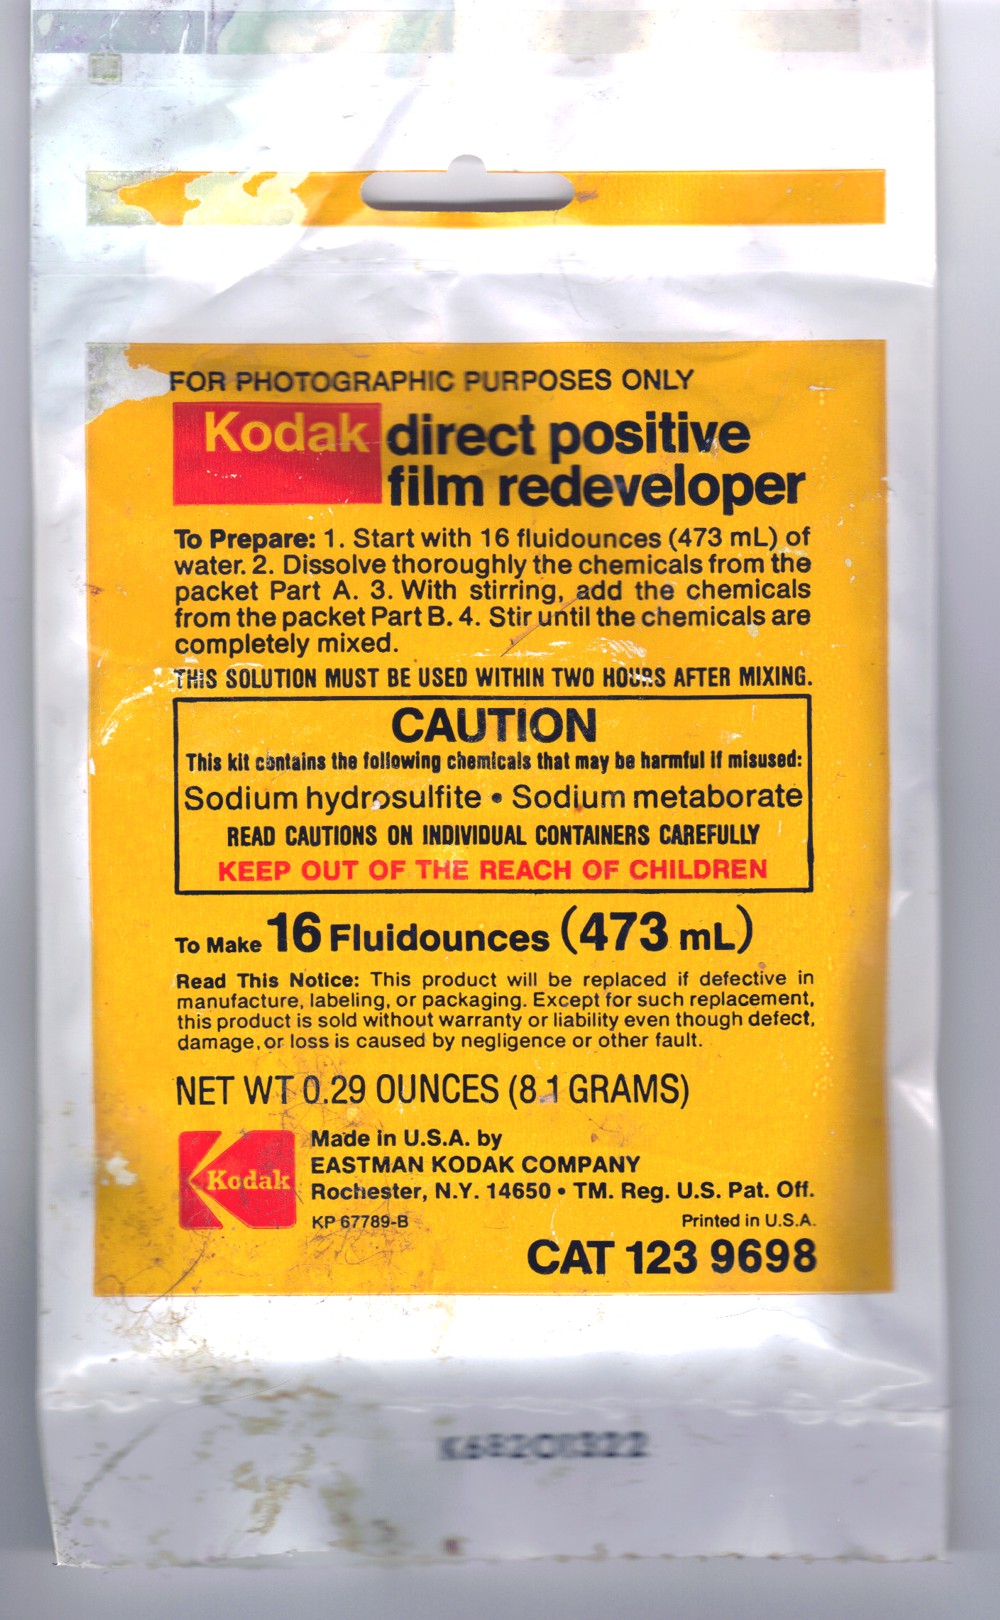 FOR PHOTOGRAPHIC PURPOSES ONLY
Kodak direct positive
film redeveloper
To Prepare: 1. Start with 16 fluidounces (473 mL) of
water. 2. Dissolve thoroughly the chemicals from the
packet Part A. 3. With stirring, add the chemicals
from the packet Part B. 4. Stir until the chemicals are
completely mixed.
THIS SOLUTION MUST BE USED WITHIN TWO HOURS AFTER MIXING.
CAUTION
This kit contains the following chemicals that may be harmful if misused:
Sodium hydrosulfite • Sodium metaborate
READ CAUTIONS ON INDIVIDUAL CONTAINERS CAREFULLY
KEEP OUT OF THE REACH OF CHILDREN
To Make 16 Fluidounces (473 mL)
Read This Notice: This product will be replaced if defective in
manufacture, labeling, or packaging. Except for such replacement,
this product is sold without warranty or liability even though defect,
damage, or loss is caused by negligence or other fault.
NET WT 0.29 OUNCES (8.1 GRAMS)
Kodak
Made in U.S.A. by
EASTMAN KODAK COMPANY
Rochester, N.Y. 14650 • TM. Reg. U.S. Pat. Off.
KP 67789-B Printed in U.S.A.
CAT 123 9698
K68201322